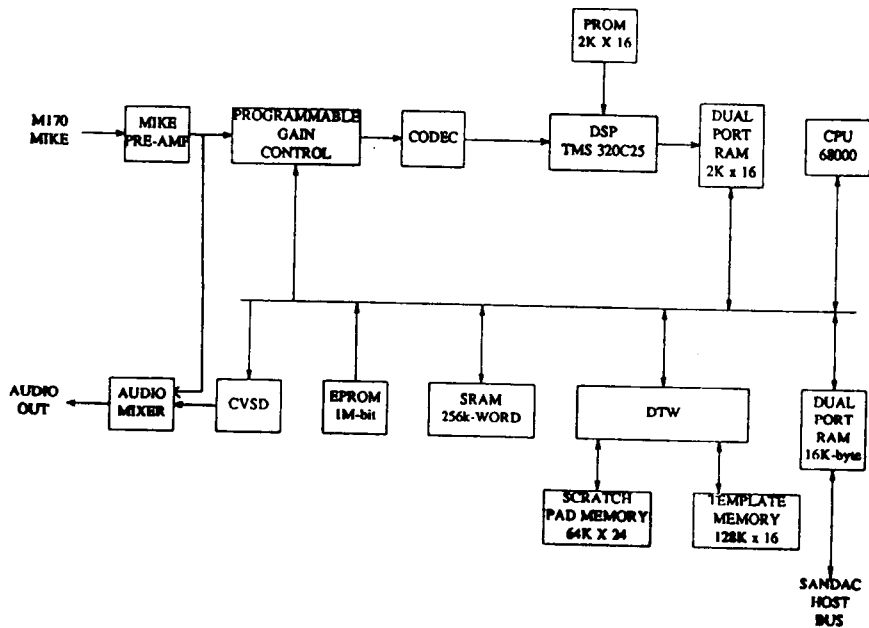 PROM
2K X 16
M170
MIKE
MIKE
PRE-AMP
PROGRAMMABLE
GAIN
CONTROL
CODEC
DSP
TMS 320C25
DUAL
PORT
RAM
2K x 16
CPU
68000
AUDIO
OUT
AUDIO
MIXER
CVSD
EPROM
1M-bit
SRAM
256k-WORD
DTW
DUAL
PORT
RAM
16K-byte
SCRATCH
PAD MEMORY
64K X 24
TEMPLATE
MEMORY
128K x 16
SANDAC
HOST
BUS